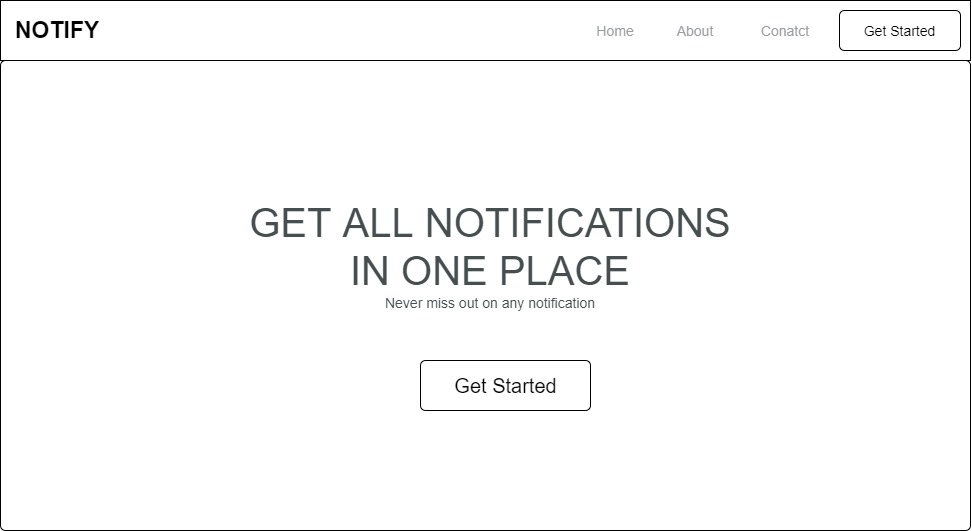 NOTIFY
Home
About
Conatct
Get Started
GET ALL NOTIFICATIONS
IN ONE PLACE
Never miss out on any notification
Get Started